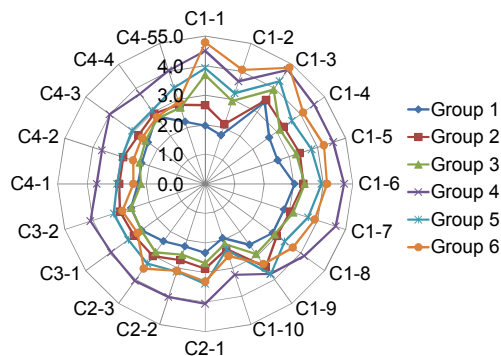 C1-1
C1-2
C1-3
C1-4
C1-5
C1-6
C1-7
C1-8
C1-9
C1-10
C2-1
C2-2
C2-3
C3-1
C3-2
C4-1
C4-2
C4-3
C4-4
C4-5
5.0
4.0
3.0
2.0
1.0
0.0
Group 1
Group 2
Group 3
Group 4
Group 5
Group 6